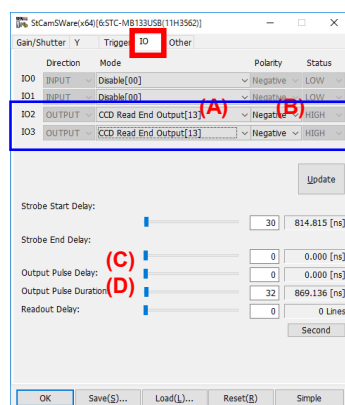 StCamSWare(x64)[6:STC-MB133USB(11H3562)]
Gain/Shutter Y Trigger IO Other
Direction Mode Polarity Status
IO0 INPUT Disable[00] Negative LOW
IO1 INPUT Disable[00] Negative LOW
IO2 OUTPUT CCD Read End Output[13] (A) Negative (B) HIGH
IO3 OUTPUT CCD Read End Output[13] Negative HIGH
Update
Strobe Start Delay:
30 814.815 [ns]
Strobe End Delay:
0 0.000 [ns]
(C)
Output Pulse Delay: 0 0.000 [ns]
Output Pulse Duration (D) 32 869.136 [ns]
Readout Delay: 0 0 Lines
Second
OK Save(S)... Load(L)... Reset(R) Simple